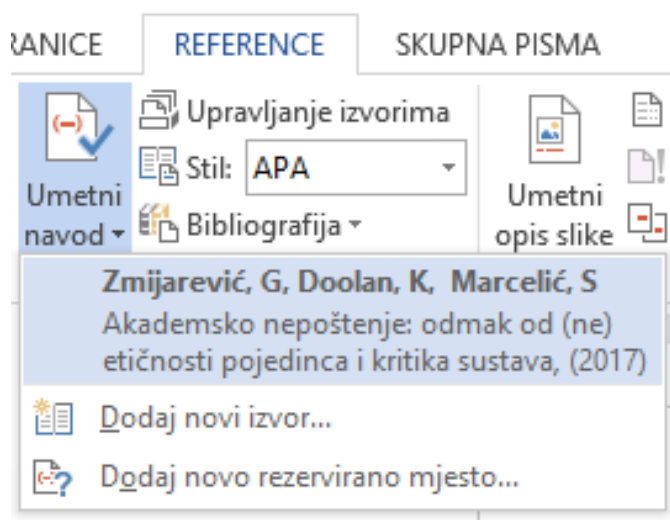 REFERENCE SKUPNA PISMA
Umetni navod
Upravljanje izvorima
Stil: APA
Bibliografija
Umetni opis slike
Zmijarević, G, Doolan, K, Marcelić, S
Akademsko nepoštenje: odmak od (ne)
etičnosti pojedinca i kritika sustava, (2017)
Dodaj novi izvor...
Dodaj novo rezervirano mjesto...